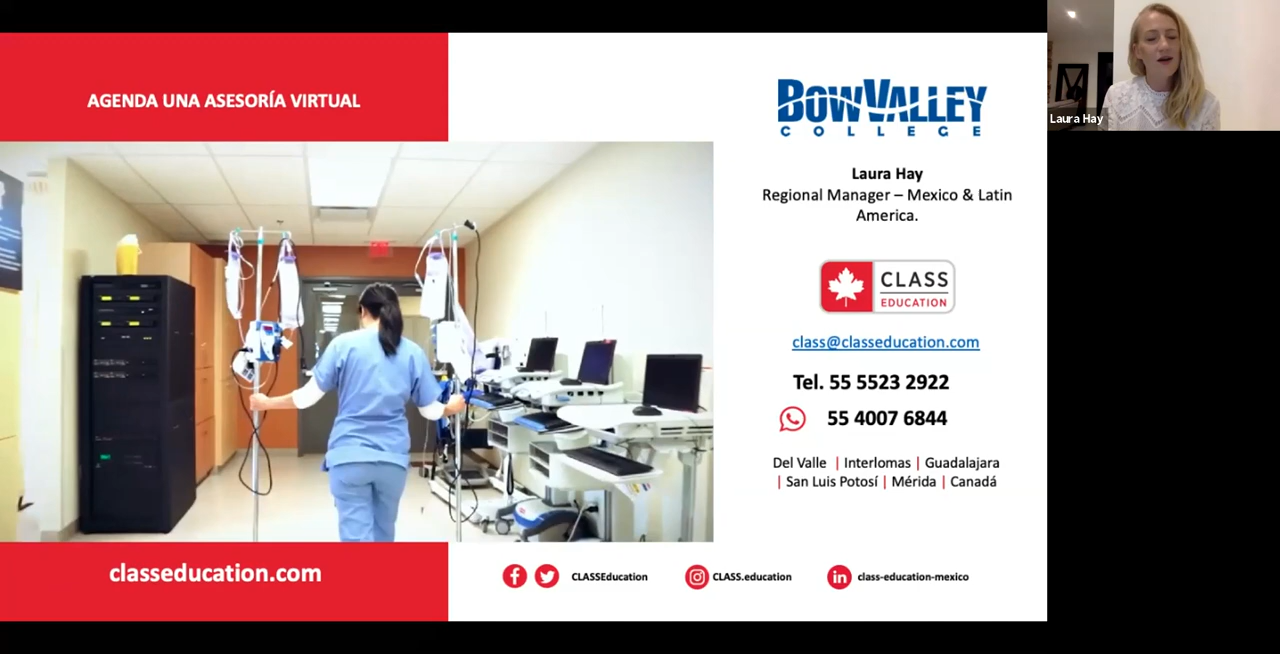 AGENDA UNA ASESORÍA VIRTUAL
BOW VALLEY
COLLEGE
Laura Hay
Regional Manager – Mexico & Latin
America.
CLASS
EDUCATION
class@classeducation.com
Tel. 55 5523 2922
55 4007 6844
Del Valle | Interlomas | Guadalajara
| San Luis Potosí | Mérida | Canadá
classeducation.com
CLASSEducation
CLASS.education
class-education-mexico
Laura Hay